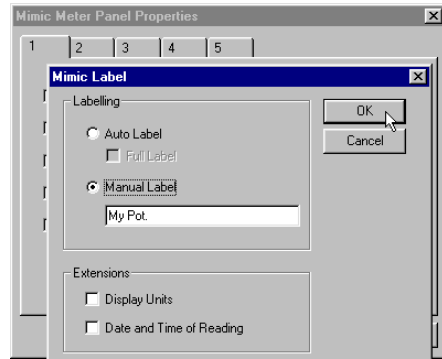 Mimic Meter Panel Properties
1 2 3 4 5
Mimic Label
Labelling
Auto Label
Full Label
Manual Label
My Pot.
Extensions
Display Units
Date and Time of Reading
OK
Cancel